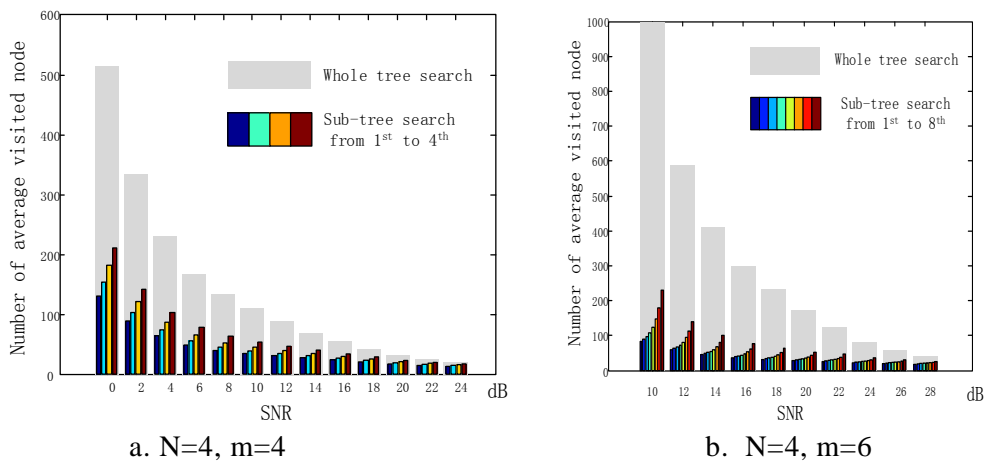 600
500
400
300
200
100
0
Number of average visited node
Whole tree search
Sub-tree search
from 1st to 4th
0 2 4 6 8 10 12 14 16 18 20 22 24 dB
SNR
a. N=4, m=4
1000
900
800
700
600
500
400
300
200
100
0
Number of average visited node
Whole tree search
Sub-tree search
from 1st to 8th
10 12 14 16 18 20 22 24 26 28 dB
SNR
b. N=4, m=6